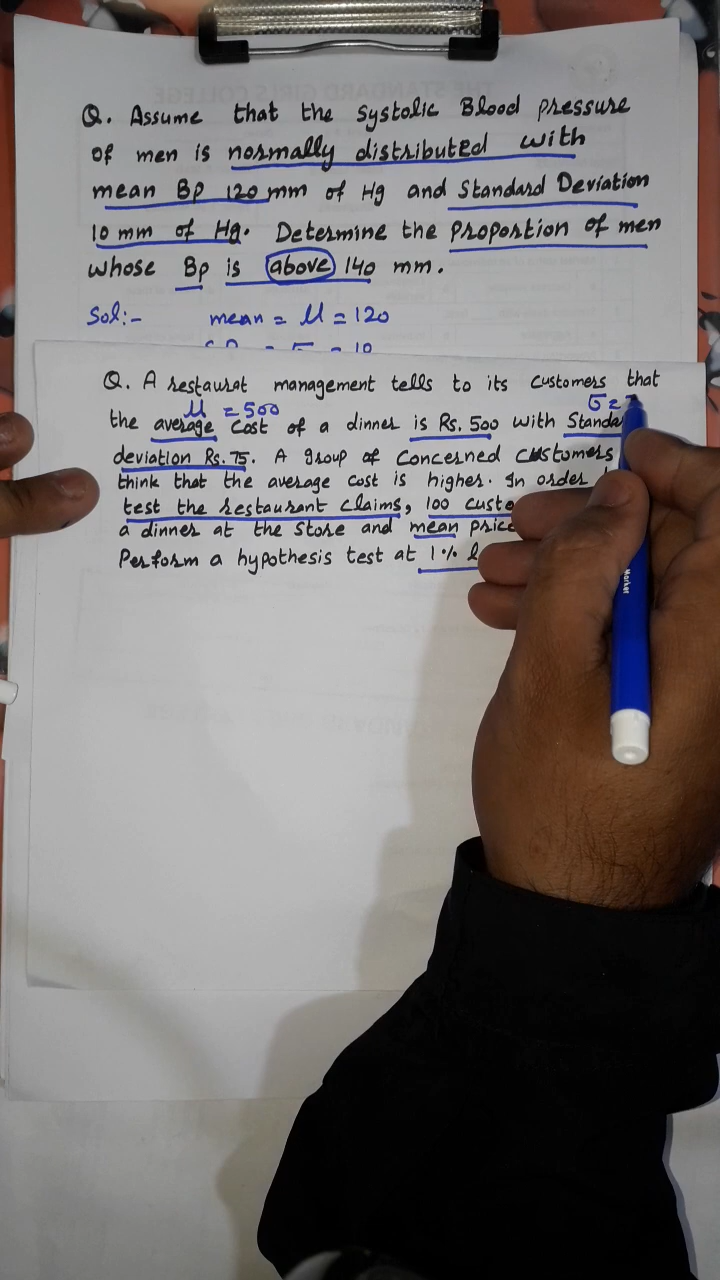 Q. Assume that the Systolic Blood pressure
of men is normally distributed with
mean Bp 120 mm of Hg and Standard Deviation
10 mm of Hg. Determine the proportion of men
whose Bp is above 140 mm.
Sol:- mean = μ = 120
Q. A restaurat management tells to its customers that
μ = 500 σ =
the average cost of a dinner is Rs. 500 with Standa
deviation Rs. 75. A group of Concerned customers
think that the average cost is higher. In order
test the restaurant claims, 100 custo
a dinner at the store and mean price
Perform a hypothesis test at 1%